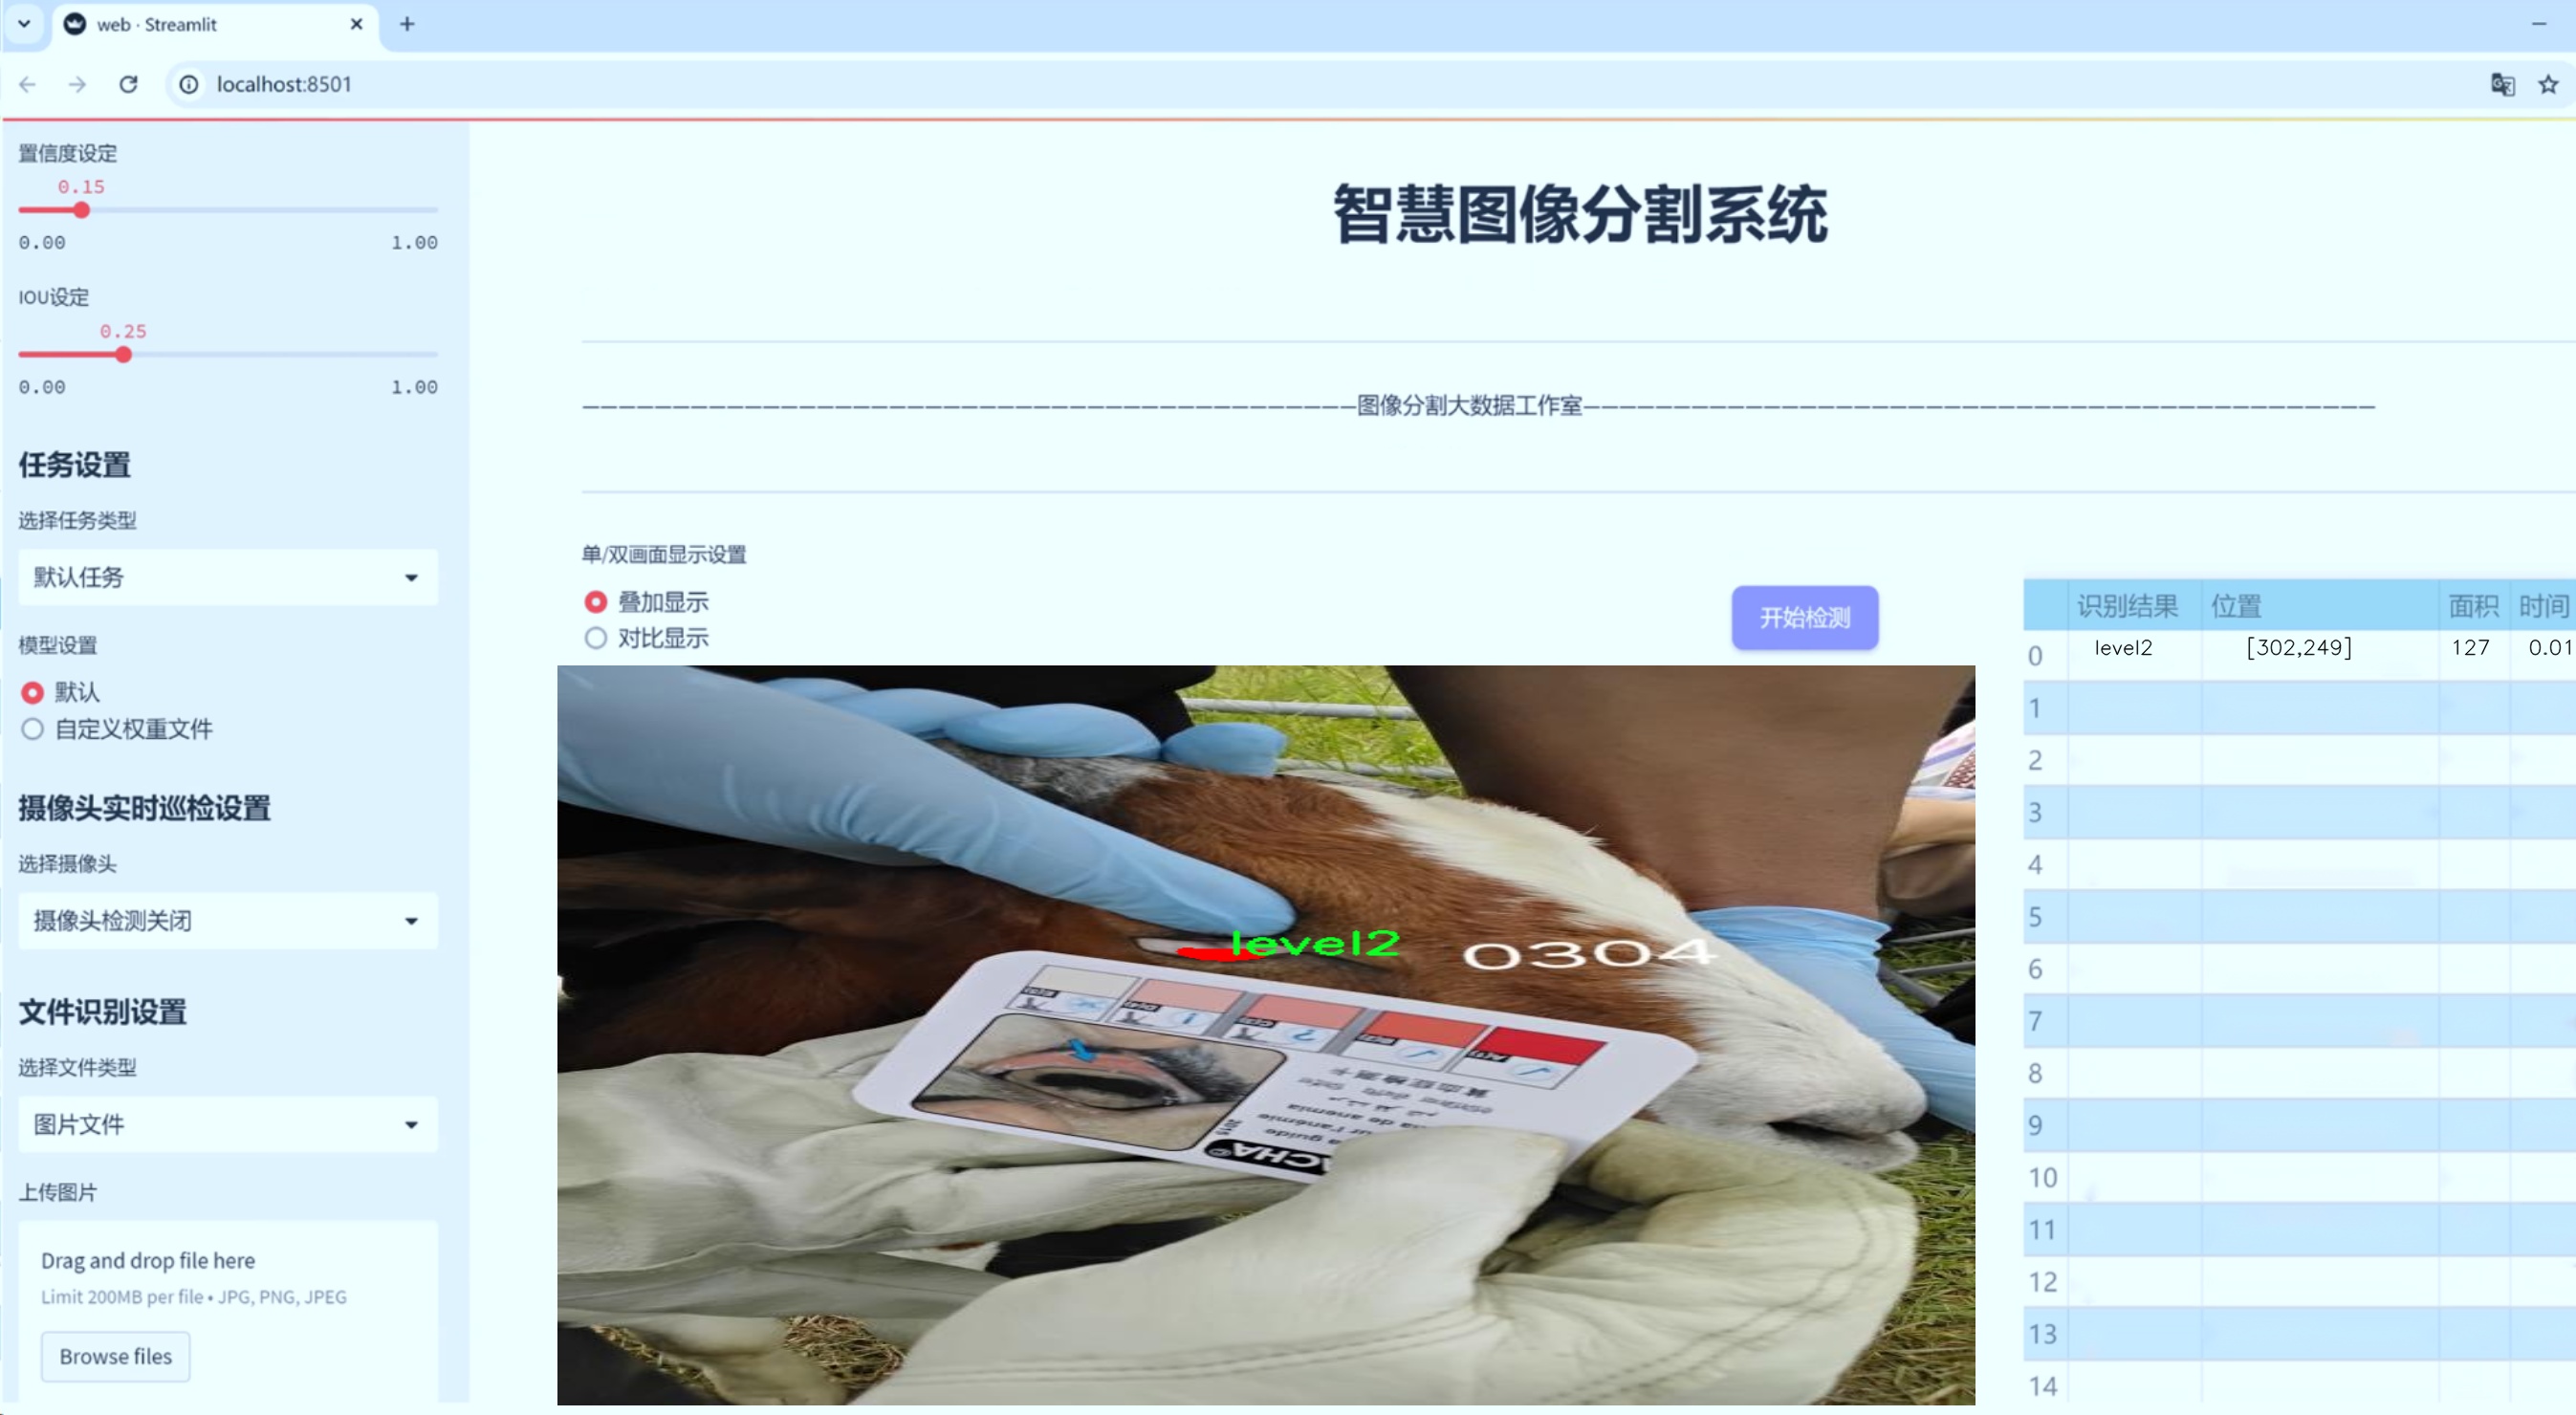 web · Streamlit
localhost:8501
置信度设定
0.15
0.00 1.00
IOU设定
0.25
0.00 1.00
任务设置
选择任务类型
默认任务
模型设置
默认
自定义权重文件
摄像头实时巡检设置
选择摄像头
摄像头检测关闭
文件识别设置
选择文件类型
图片文件
上传图片
Drag and drop file here
Limit 200MB per file • JPG, PNG, JPEG
Browse files
智慧图像分割系统
图像分割大数据工作室
单/双画面显示设置
叠加显示
对比显示
开始检测
level2
0304
ACHA®
识别结果 位置 面积 时间
0 level2 [302,249] 127 0.01
1
2
3
4
5
6
7
8
9
10
11
12
13
14